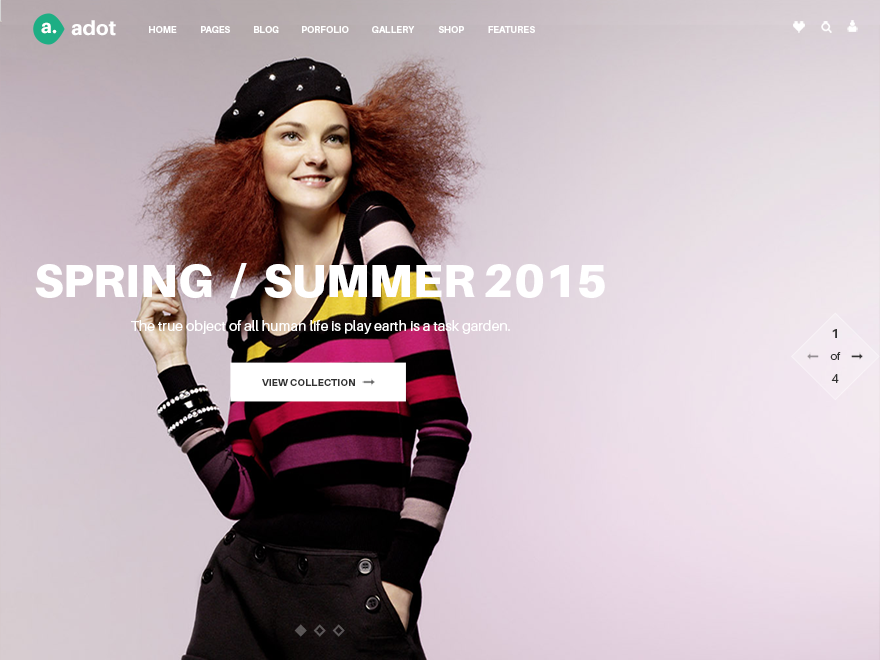 a. adot HOME PAGES BLOG PORFOLIO GALLERY SHOP FEATURES
SPRING / SUMMER 2015
The true object of all human life is play earth is a task garden.
VIEW COLLECTION
1
of
4